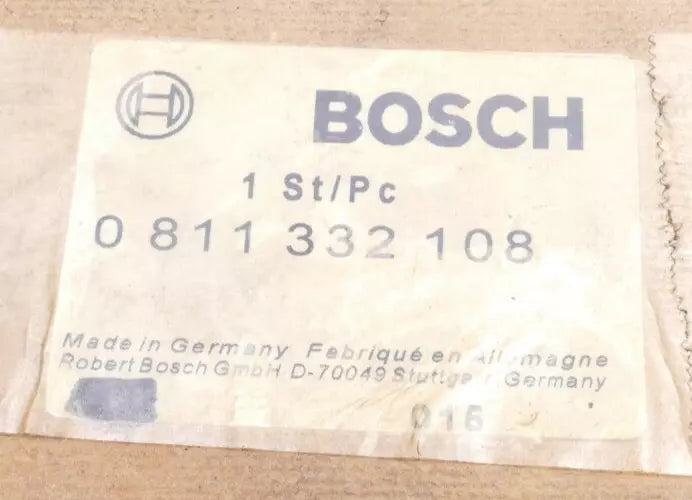 BOSCH
1 St/Pc
0 811 332 108
Made in Germany Fabriqué en Allemagne
Robert Bosch GmbH D-70049 Stuttgart Germany
016